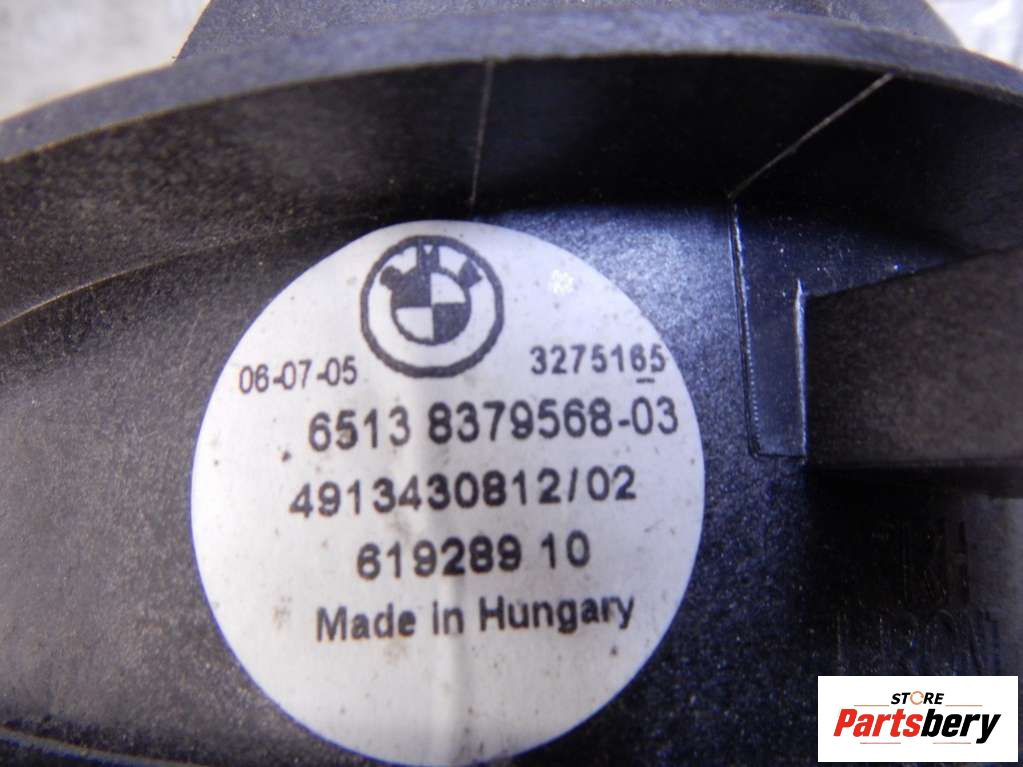 06-07-05
3275165
6513 8379568-03
4913430812/02
619289 10
Made in Hungary
STORE
Partsbery